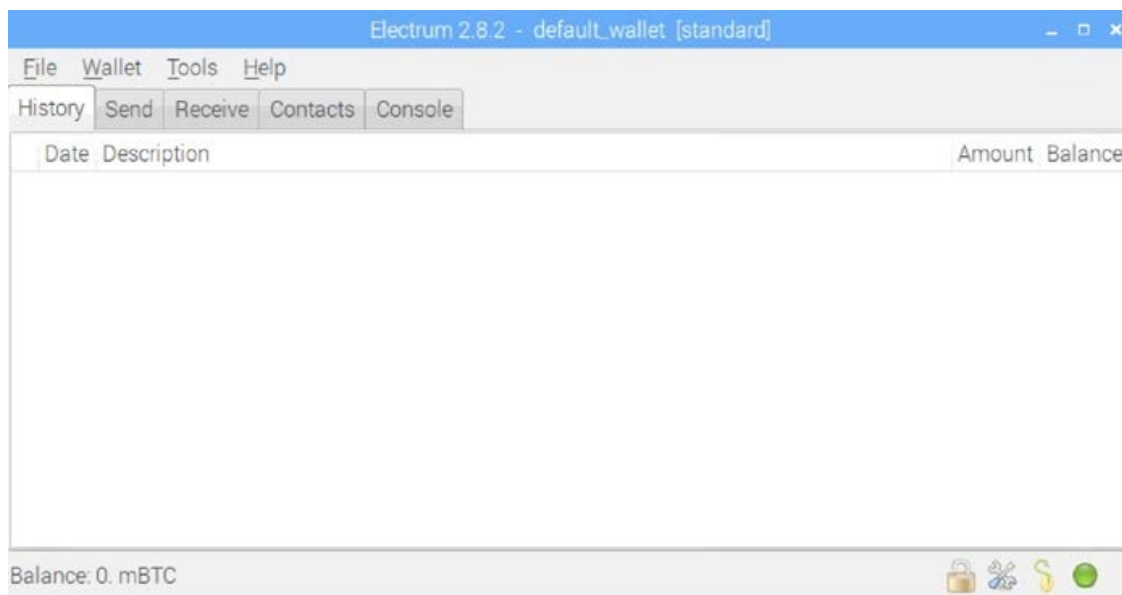 Electrum 2.8.2 - default_wallet [standard]
File Wallet Tools Help
History Send Receive Contacts Console
Date Description Amount Balance
Balance: 0. mBTC